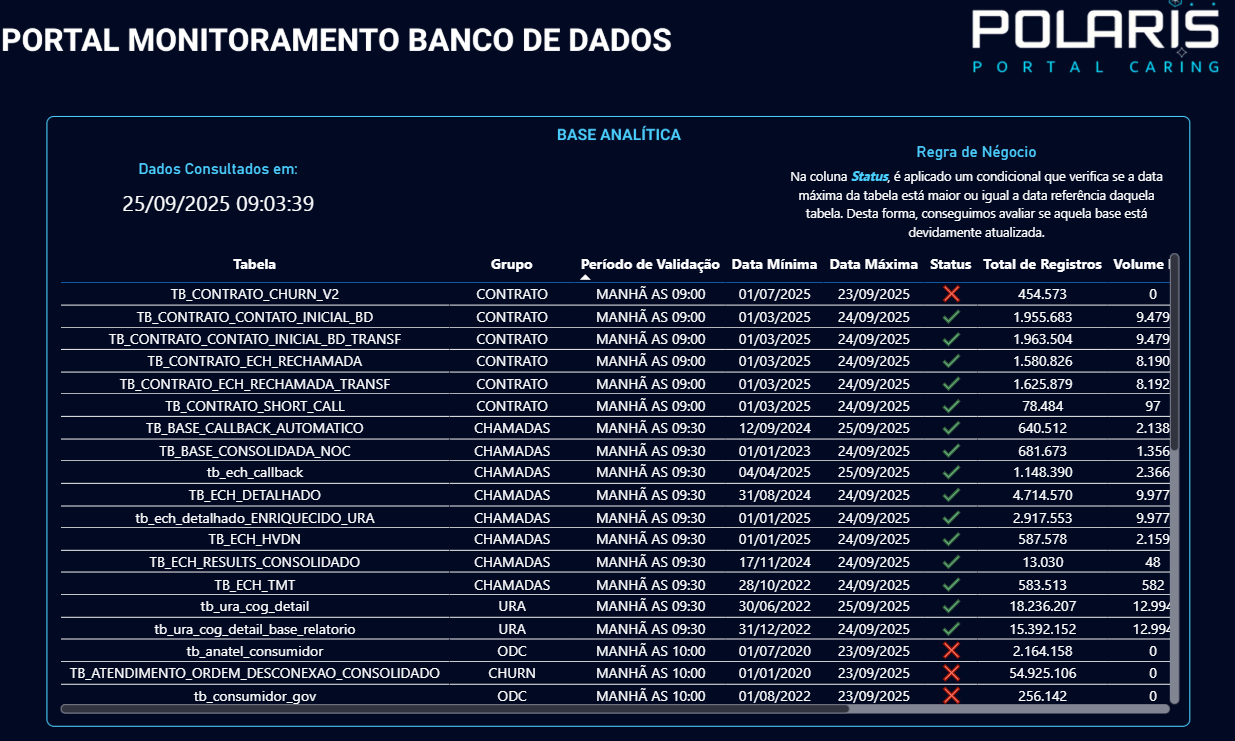 PORTAL MONITORAMENTO BANCO DE DADOS
POLARIS
PORTAL CARING
BASE ANALÍTICA
Dados Consultados em:
25/09/2025 09:03:39
Regra de Négocio
Na coluna Status, é aplicado um condicional que verifica se a data
máxima da tabela está maior ou igual a data referência daquela
tabela. Desta forma, conseguimos avaliar se aquela base está
devidamente atualizada.
Tabela Grupo Período de Validação Data Mínima Data Máxima Status Total de Registros Volume
TB_CONTRATO_CHURN_V2 CONTRATO MANHÃ AS 09:00 01/07/2025 23/09/2025 ❌ 454.573 0
TB_CONTRATO_CONTATO_INICIAL_BD CONTRATO MANHÃ AS 09:00 01/03/2025 24/09/2025 ✓ 1.955.683 9.479
TB_CONTRATO_CONTATO_INICIAL_BD_TRANSF CONTRATO MANHÃ AS 09:00 01/03/2025 24/09/2025 ✓ 1.963.504 9.479
TB_CONTRATO_ECH_RECHAMADA CONTRATO MANHÃ AS 09:00 01/03/2025 24/09/2025 ✓ 1.580.826 8.190
TB_CONTRATO_ECH_RECHAMADA_TRANSF CONTRATO MANHÃ AS 09:00 01/03/2025 24/09/2025 ✓ 1.625.879 8.192
TB_CONTRATO_SHORT_CALL CONTRATO MANHÃ AS 09:00 01/03/2025 24/09/2025 ✓ 78.484 97
TB_BASE_CALLBACK_AUTOMATICO CHAMADAS MANHÃ AS 09:30 12/09/2024 25/09/2025 ✓ 640.512 2.138
TB_BASE_CONSOLIDADA_NOC CHAMADAS MANHÃ AS 09:30 01/01/2023 24/09/2025 ✓ 681.673 1.356
tb_ech_callback CHAMADAS MANHÃ AS 09:30 04/04/2025 25/09/2025 ✓ 1.148.390 2.366
TB_ECH_DETALHADO CHAMADAS MANHÃ AS 09:30 31/08/2024 24/09/2025 ✓ 4.714.570 9.977
tb_ech_detalhado_ENRIQUECIDO_URA CHAMADAS MANHÃ AS 09:30 01/01/2025 24/09/2025 ✓ 2.917.553 9.977
TB_ECH_HVDN CHAMADAS MANHÃ AS 09:30 01/01/2025 24/09/2025 ✓ 587.578 2.159
TB_ECH_RESULTS_CONSOLIDADO CHAMADAS MANHÃ AS 09:30 17/11/2024 24/09/2025 ✓ 13.030 48
TB_ECH_TMT CHAMADAS MANHÃ AS 09:30 28/10/2022 24/09/2025 ✓ 583.513 582
tb_ura_cog_detail URA MANHÃ AS 09:30 30/06/2022 25/09/2025 ✓ 18.236.207 12.994
tb_ura_cog_detail_base_relatorio URA MANHÃ AS 09:30 31/12/2022 24/09/2025 ✓ 15.392.152 12.994
tb_anatel_consumidor ODC MANHÃ AS 10:00 01/07/2020 23/09/2025 ❌ 2.164.158 0
TB_ATENDIMENTO_ORDEM_DESCONEXAO_CONSOLIDADO CHURN MANHÃ AS 10:00 01/01/2020 23/09/2025 ❌ 54.925.106 0
tb_consumidor_gov ODC MANHÃ AS 10:00 01/08/2022 23/09/2025 ❌ 256.142 0